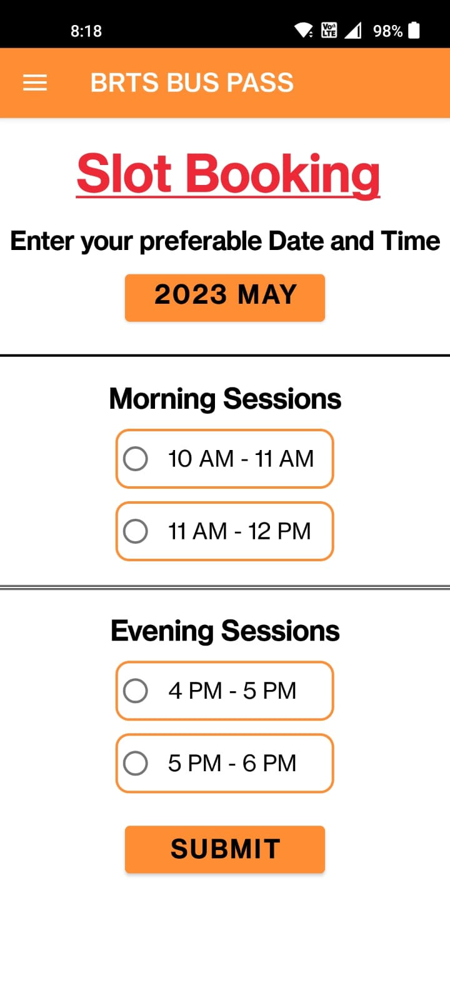 8:18 Vo)) LTE 98%
BRTS BUS PASS
Slot Booking
Enter your preferable Date and Time
2023 MAY
Morning Sessions
10 AM - 11 AM
11 AM - 12 PM
Evening Sessions
4 PM - 5 PM
5 PM - 6 PM
SUBMIT